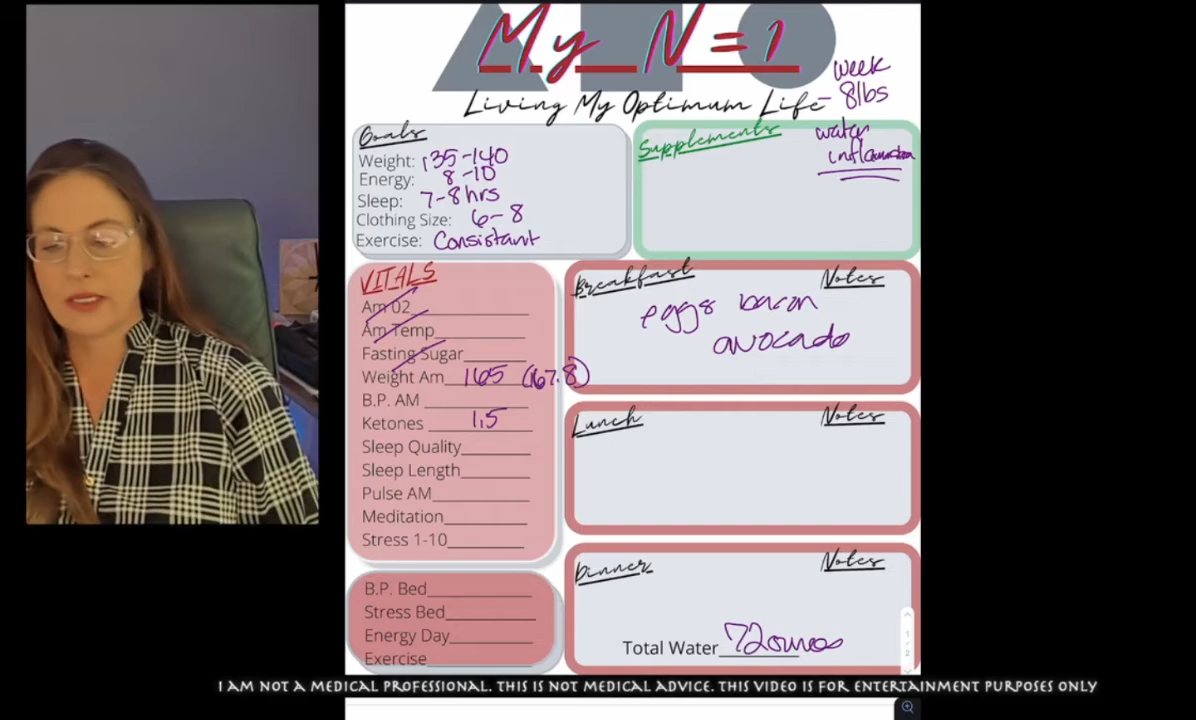 My N = 1
Living My Optimum Life
week
- 8lbs
water
inflammation
Goals
Weight: 135-140
Energy: 8-10
Sleep: 7-8 hrs
Clothing Size: 6-8
Exercise: Consistant
Supplements
VITALS
Am 02
Am Temp
Fasting Sugar
Weight Am 165 (167.8)
B.P. AM
Ketones 1.5
Sleep Quality
Sleep Length
Pulse AM
Meditation
Stress 1-10
B.P. Bed
Stress Bed
Energy Day
Exercise
Breakfast Notes
eggs bacon
avocado
Lunch Notes
Dinner Notes
Total Water 72 ounces
I AM NOT A MEDICAL PROFESSIONAL. THIS IS NOT MEDICAL ADVICE. THIS VIDEO IS FOR ENTERTAINMENT PURPOSES ONLY